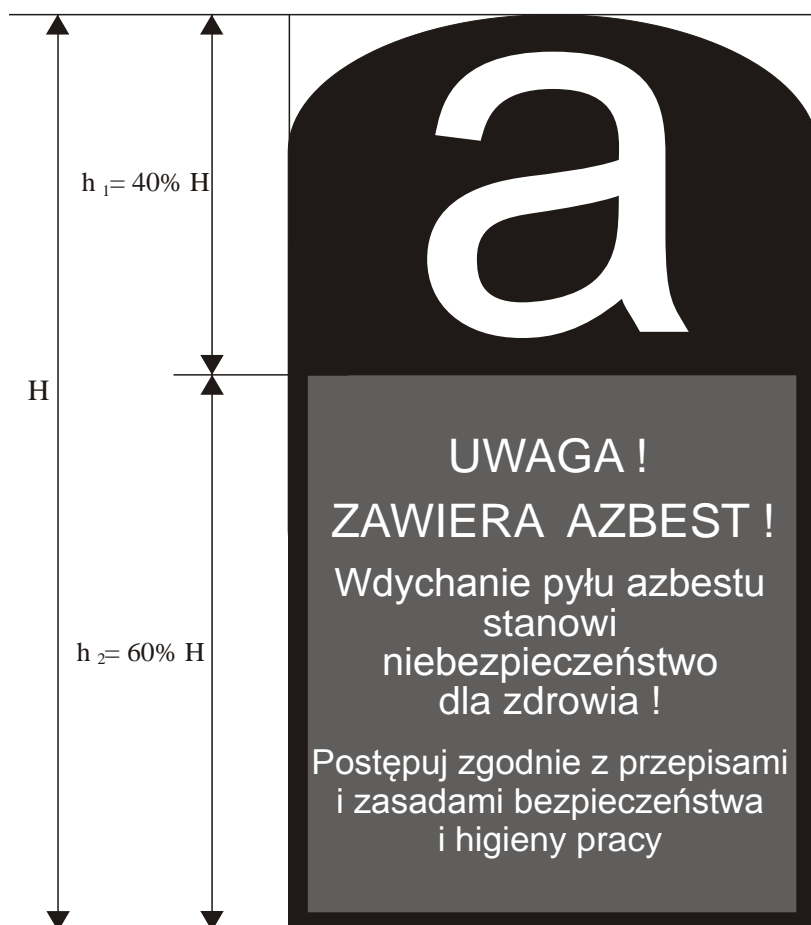 a
h 1= 40% H
H
UWAGA !
ZAWIERA AZBEST !
Wdychanie pyłu azbestu
stanowi
niebezpieczeństwo
dla zdrowia !
h 2= 60% H
Postępuj zgodnie z przepisami
i zasadami bezpieczeństwa
i higieny pracy